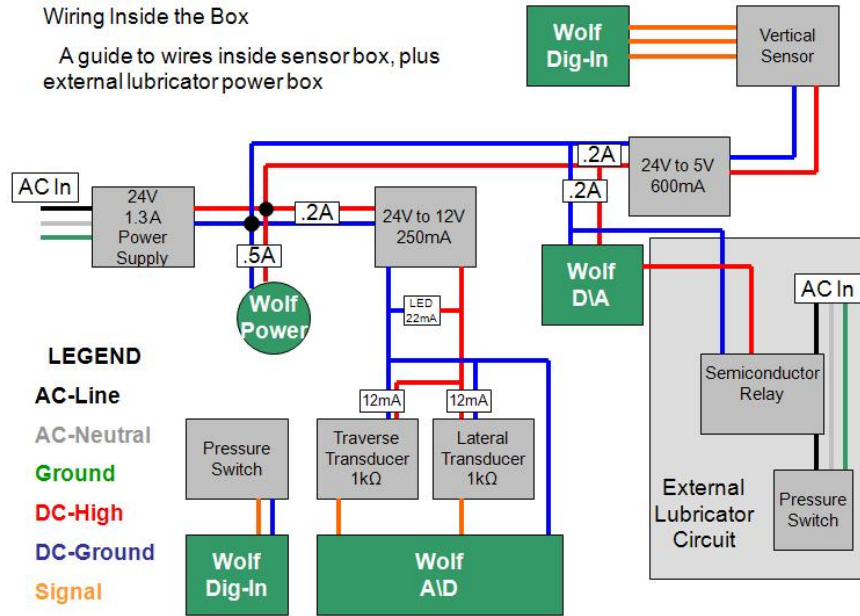 Wiring Inside the Box
A guide to wires inside sensor box, plus
external lubricator power box
Wolf
Dig-In
Vertical
Sensor
AC In
24V
1.3A
Power
Supply
.2A
24V to 12V
250mA
.2A
.2A
24V to 5V
600mA
.5A
Wolf
Power
Wolf
D\A
AC In
LED
22mA
Semiconductor
Relay
12mA
12mA
LEGEND
AC-Line
AC-Neutral
Ground
DC-High
DC-Ground
Signal
Pressure
Switch
Traverse
Transducer
1kΩ
Lateral
Transducer
1kΩ
External
Lubricator
Circuit
Pressure
Switch
Wolf
Dig-In
Wolf
A\D